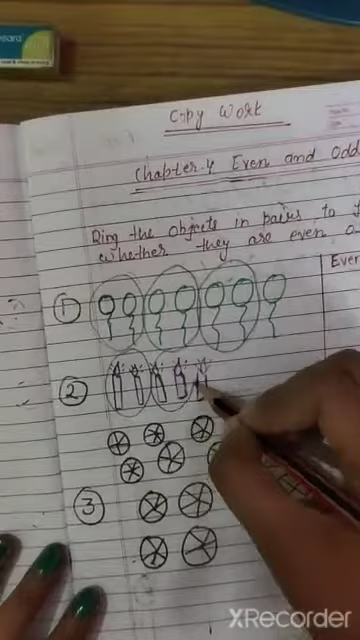 Copy Work
Chapter-4 Even and Odd
Ring the objects in pairs to
whether they are even
Even
1
2
3
XRecorder